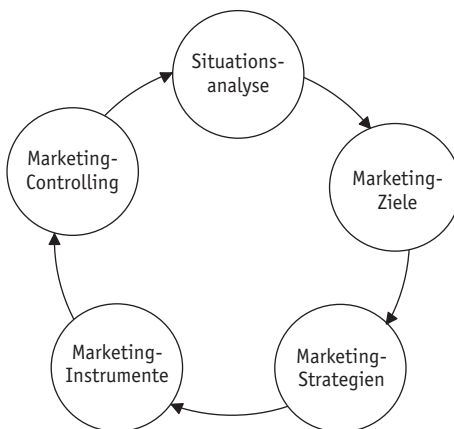 Situations-
analyse
Marketing-
Ziele
Marketing-
Strategien
Marketing-
Instrumente
Marketing-
Controlling